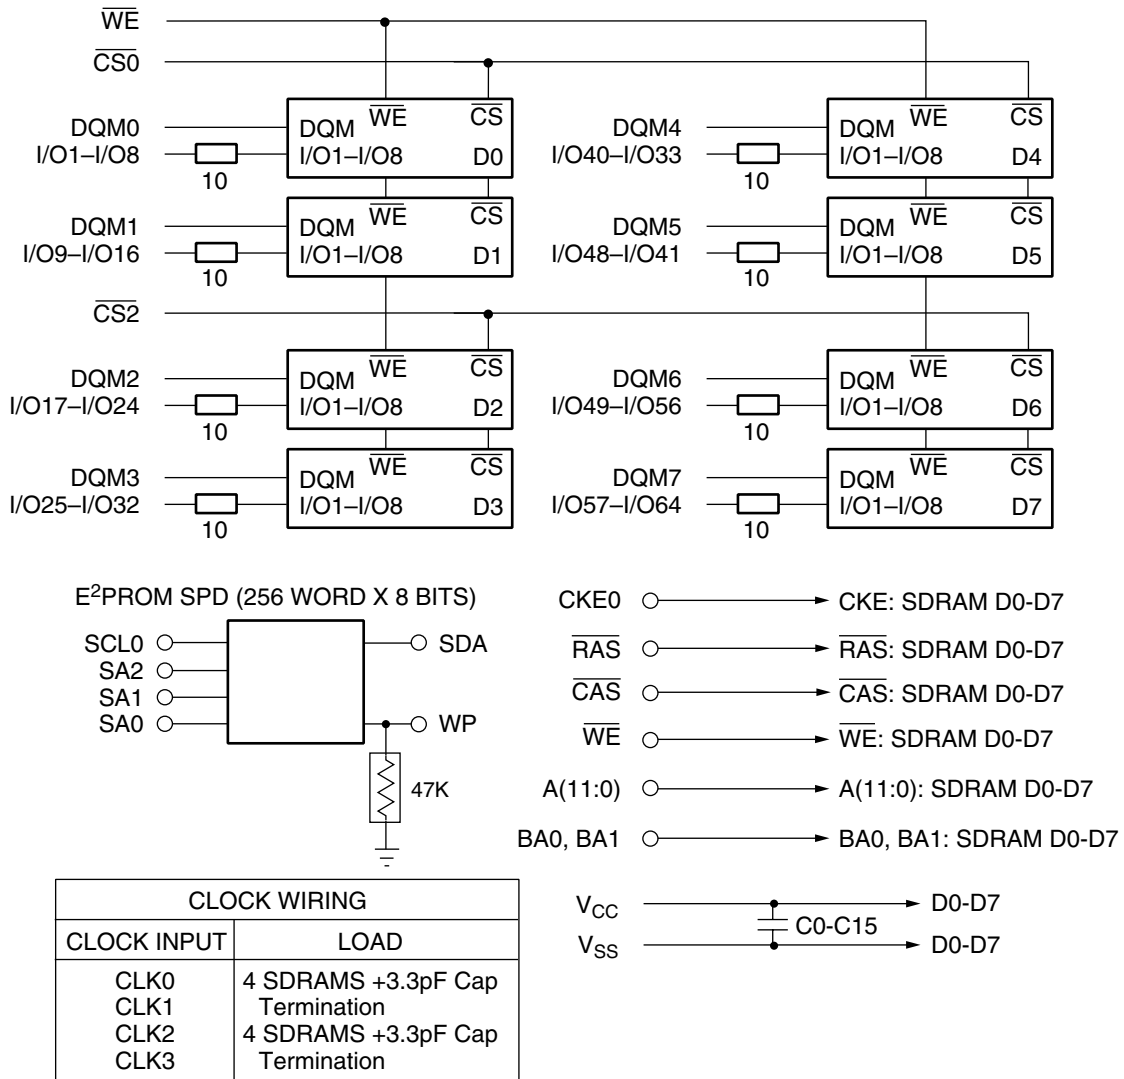 WE
CS0
DQM0
I/O1–I/O8
10
DQM WE CS
I/O1–I/O8 D0
DQM4
I/O40–I/O33
10
DQM WE CS
I/O1–I/O8 D4
DQM1
I/O9–I/O16
10
DQM WE CS
I/O1–I/O8 D1
DQM5
I/O48–I/O41
10
DQM WE CS
I/O1–I/O8 D5
CS2
DQM2
I/O17–I/O24
10
DQM WE CS
I/O1–I/O8 D2
DQM6
I/O49–I/O56
10
DQM WE CS
I/O1–I/O8 D6
DQM3
I/O25–I/O32
10
DQM WE CS
I/O1–I/O8 D3
DQM7
I/O57–I/O64
10
DQM WE CS
I/O1–I/O8 D7
E²PROM SPD (256 WORD X 8 BITS)
SCL0
SA2
SA1
SA0
SDA
WP
47K
CKE0 CKE: SDRAM D0-D7
RAS RAS: SDRAM D0-D7
CAS CAS: SDRAM D0-D7
WE WE: SDRAM D0-D7
A(11:0) A(11:0): SDRAM D0-D7
BA0, BA1 BA0, BA1: SDRAM D0-D7
VCC D0-D7
C0-C15
VSS D0-D7
CLOCK WIRING
CLOCK INPUT LOAD
CLK0 4 SDRAMS +3.3pF Cap
CLK1 Termination
CLK2 4 SDRAMS +3.3pF Cap
CLK3 Termination